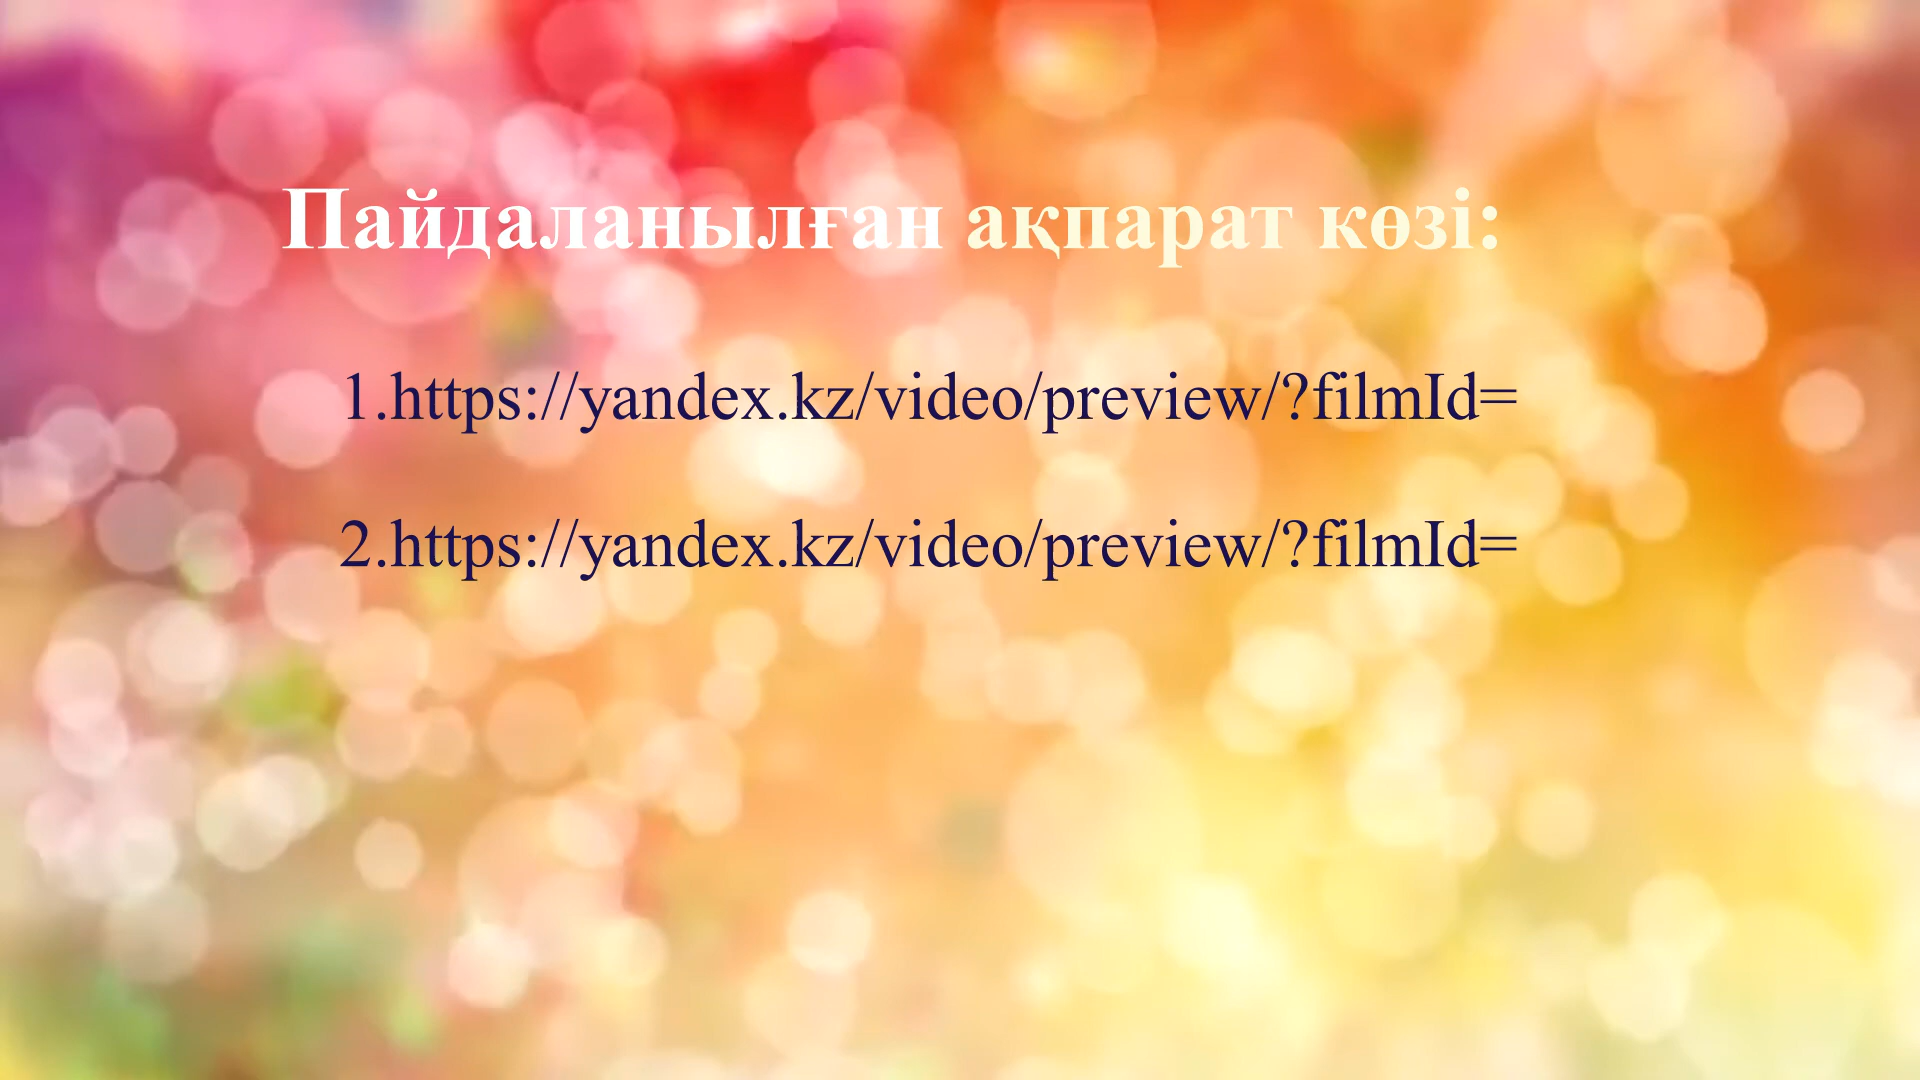 Пайдаланылған ақпарат көзі:
1.https://yandex.kz/video/preview/?filmId=
2.https://yandex.kz/video/preview/?filmId=